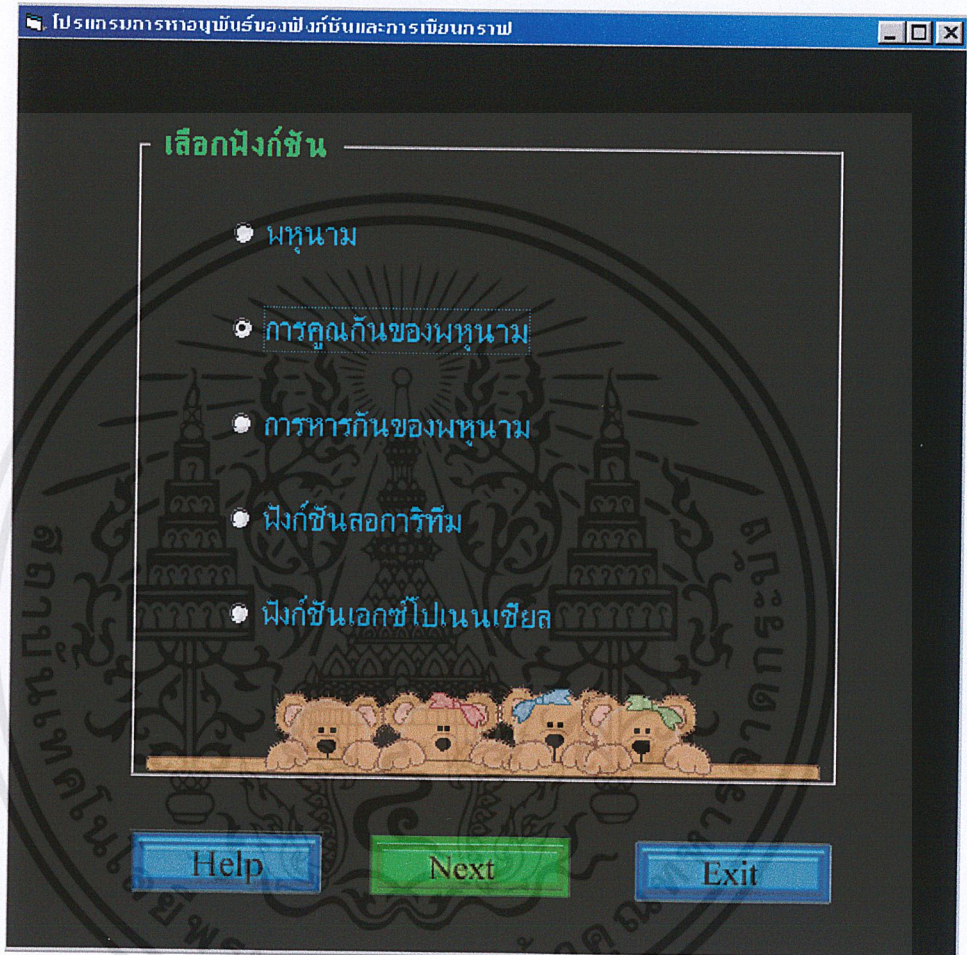 โปรแกรมการหาอนุพันธ์ของฟังก์ชันและการเขียนกราฟ
เลือกฟังก์ชัน
พหุนาม
การคูณกันของพหุนาม
การหารกันของพหุนาม
ฟังก์ชันลอการิทึม
ฟังก์ชันเอกซ์โปเนนเชียล
Help
Next
Exit